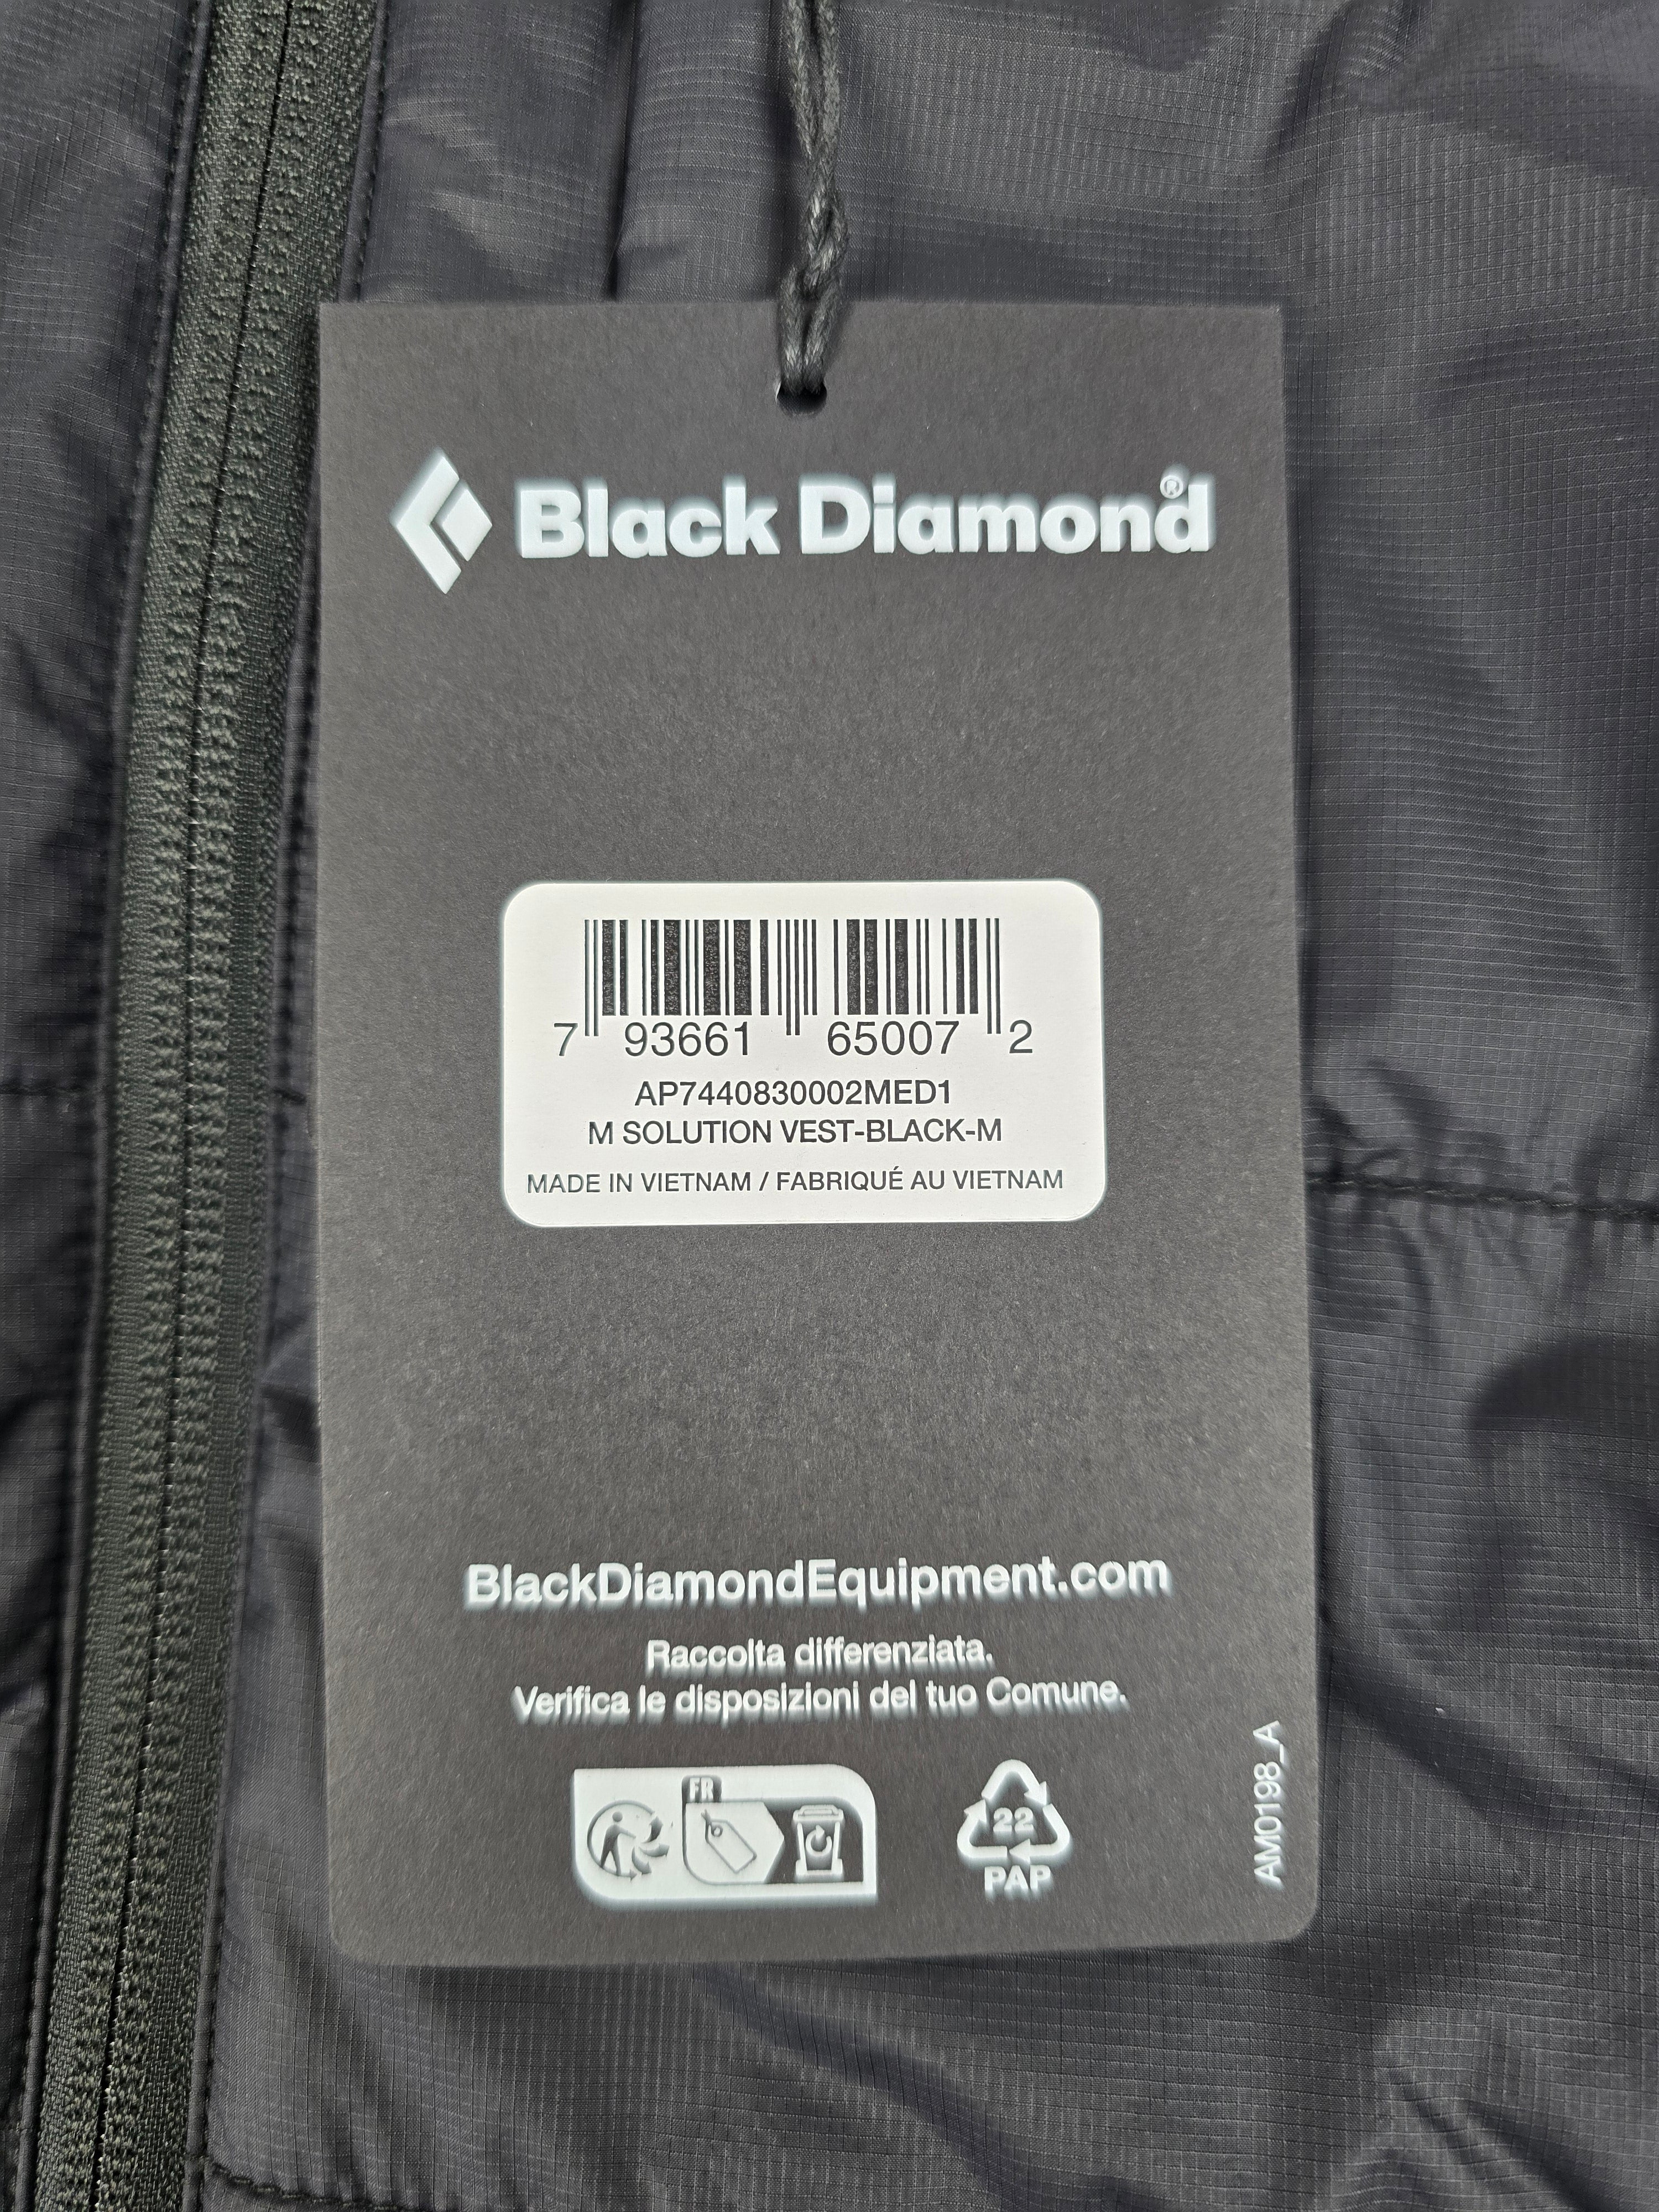 Black Diamond®
7 93661 65007 2
AP7440830002MED1
M SOLUTION VEST-BLACK-M
MADE IN VIETNAM / FABRIQUÉ AU VIETNAM
BlackDiamondEquipment.com
Raccolta differenziata.
Verifica le disposizioni del tuo Comune.
FR
22
PAP
AM0198_A